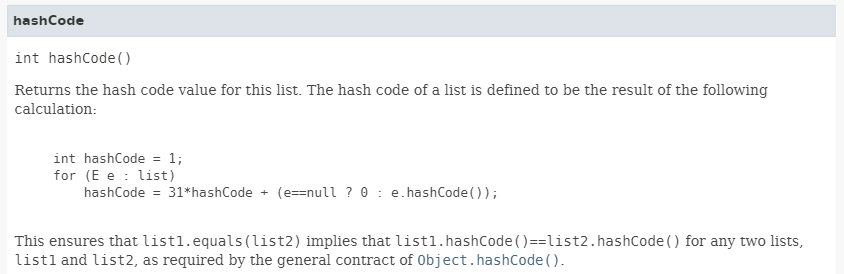 hashCode
int hashCode()
Returns the hash code value for this list. The hash code of a list is defined to be the result of the following
calculation:
int hashCode = 1;
for (E e : list)
hashCode = 31*hashCode + (e==null ? 0 : e.hashCode());
This ensures that list1.equals(list2) implies that list1.hashCode()==list2.hashCode() for any two lists,
list1 and list2, as required by the general contract of Object.hashCode().